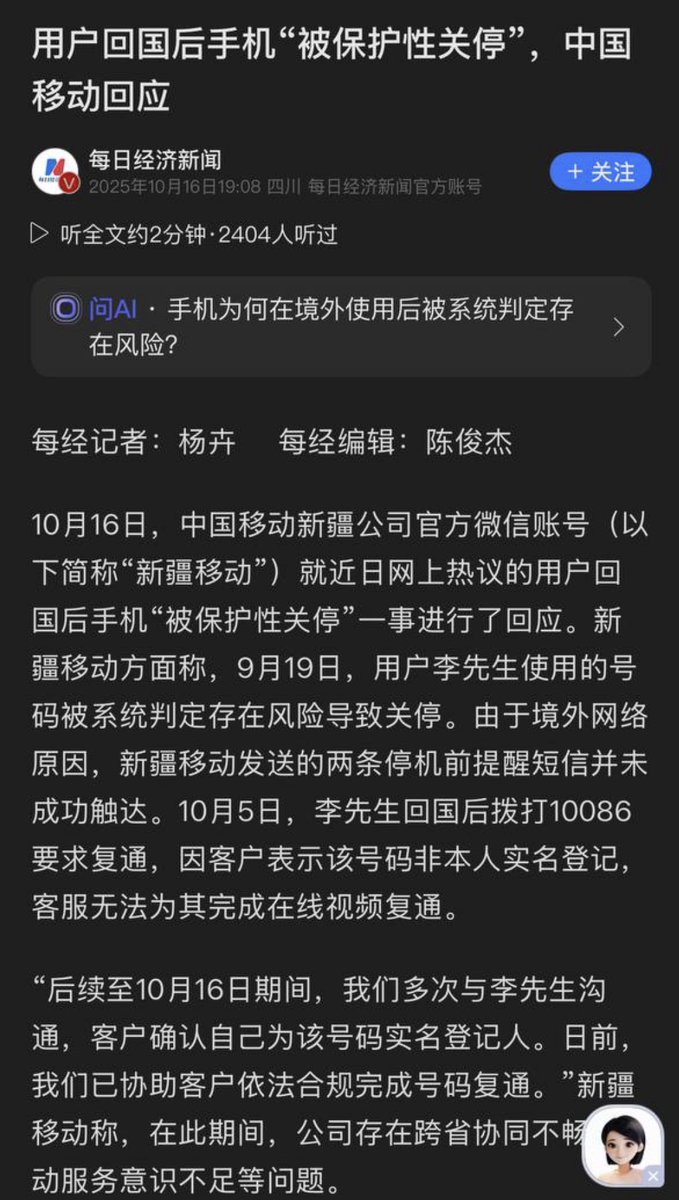 用户回国后手机“被保护性关停”，中国
移动回应
每日经济新闻
2025年10月16日19:08 四川 每日经济新闻官方账号
+ 关注
听全文约2分钟·2404人听过
问AI · 手机为何在境外使用后被系统判定存
在风险?
每经记者：杨卉 每经编辑：陈俊杰
10月16日，中国移动新疆公司官方微信账号（以
下简称“新疆移动”）就近日网上热议的用户回
国后手机“被保护性关停”一事进行了回应。新
疆移动方面称，9月19日，用户李先生使用的号
码被系统判定存在风险导致关停。由于境外网络
原因，新疆移动发送的两条停机前提醒短信并未
成功触达。10月5日，李先生回国后拨打10086
要求复通，因客户表示该号码非本人实名登记，
客服无法为其完成在线视频复通。
“后续至10月16日期间，我们多次与李先生沟
通，客户确认自己为该号码实名登记人。日前，
我们已协助客户依法合规完成号码复通。”新疆
移动称，在此期间，公司存在跨省协同不畅
动服务意识不足等问题。